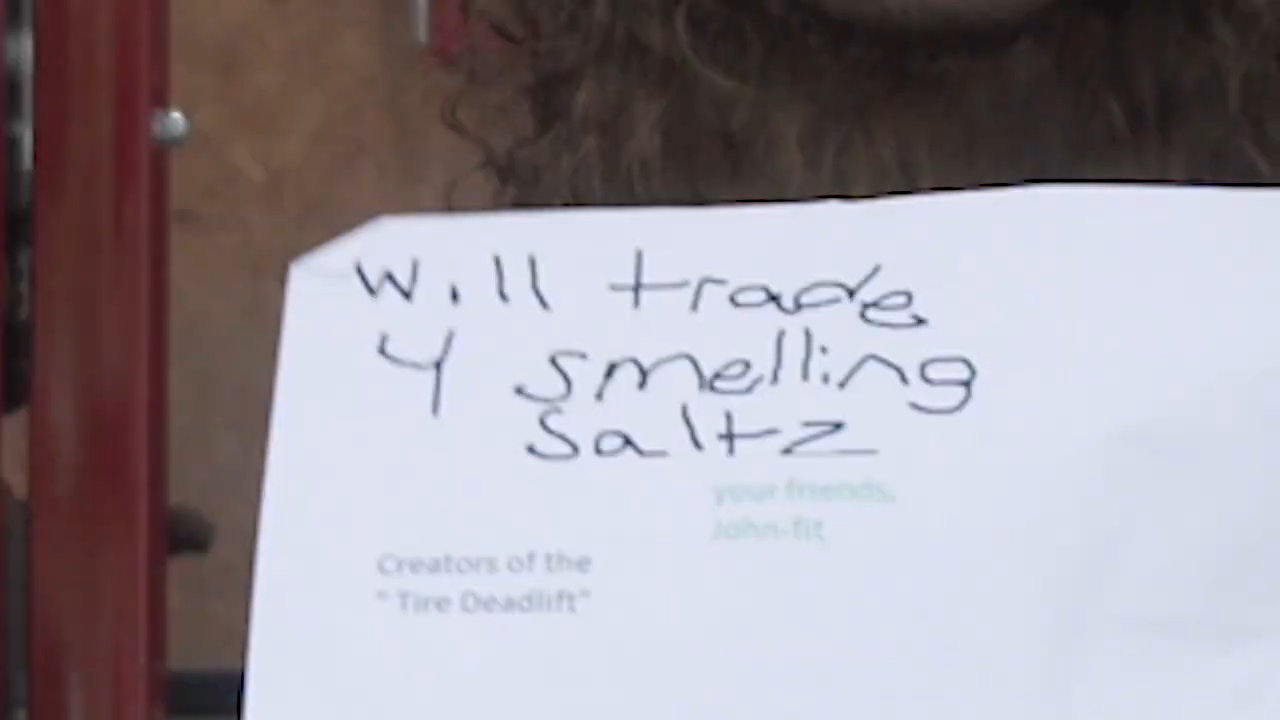 will trade
4 smelling
saltz
your friends,
John-fit
Creators of the
" Tire Deadlift"